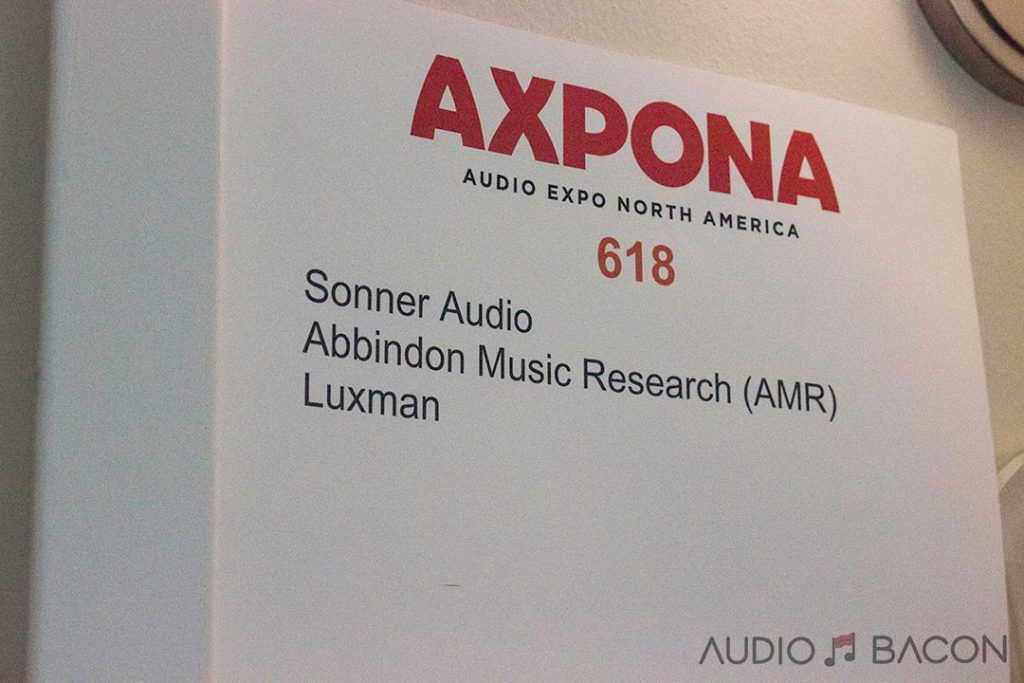 AXPONA
AUDIO EXPO NORTH AMERICA
618
Sonner Audio
Abbindon Music Research (AMR)
Luxman
AUDIO BACON